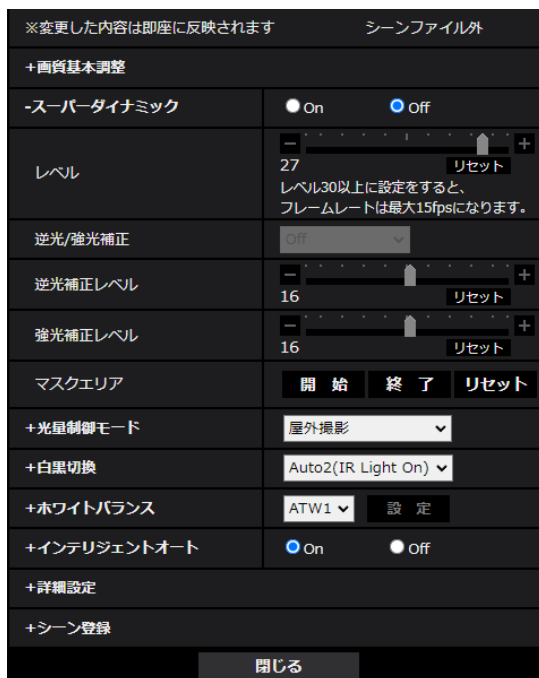 ※変更した内容は即座に反映されます シーンファイル外
+画質基本調整
-スーパーダイナミック On Off
レベル
27 リセット
レベル30以上に設定をすると、
フレームレートは最大15fpsになります。
逆光/強光補正 Off
逆光補正レベル
16 リセット
強光補正レベル
16 リセット
マスクエリア 開 始 終 了 リセット
+光量制御モード 屋外撮影
+白黒切換 Auto2(IR Light On)
+ホワイトバランス ATW1 設 定
+インテリジェントオート On Off
+詳細設定
+シーン登録
閉じる